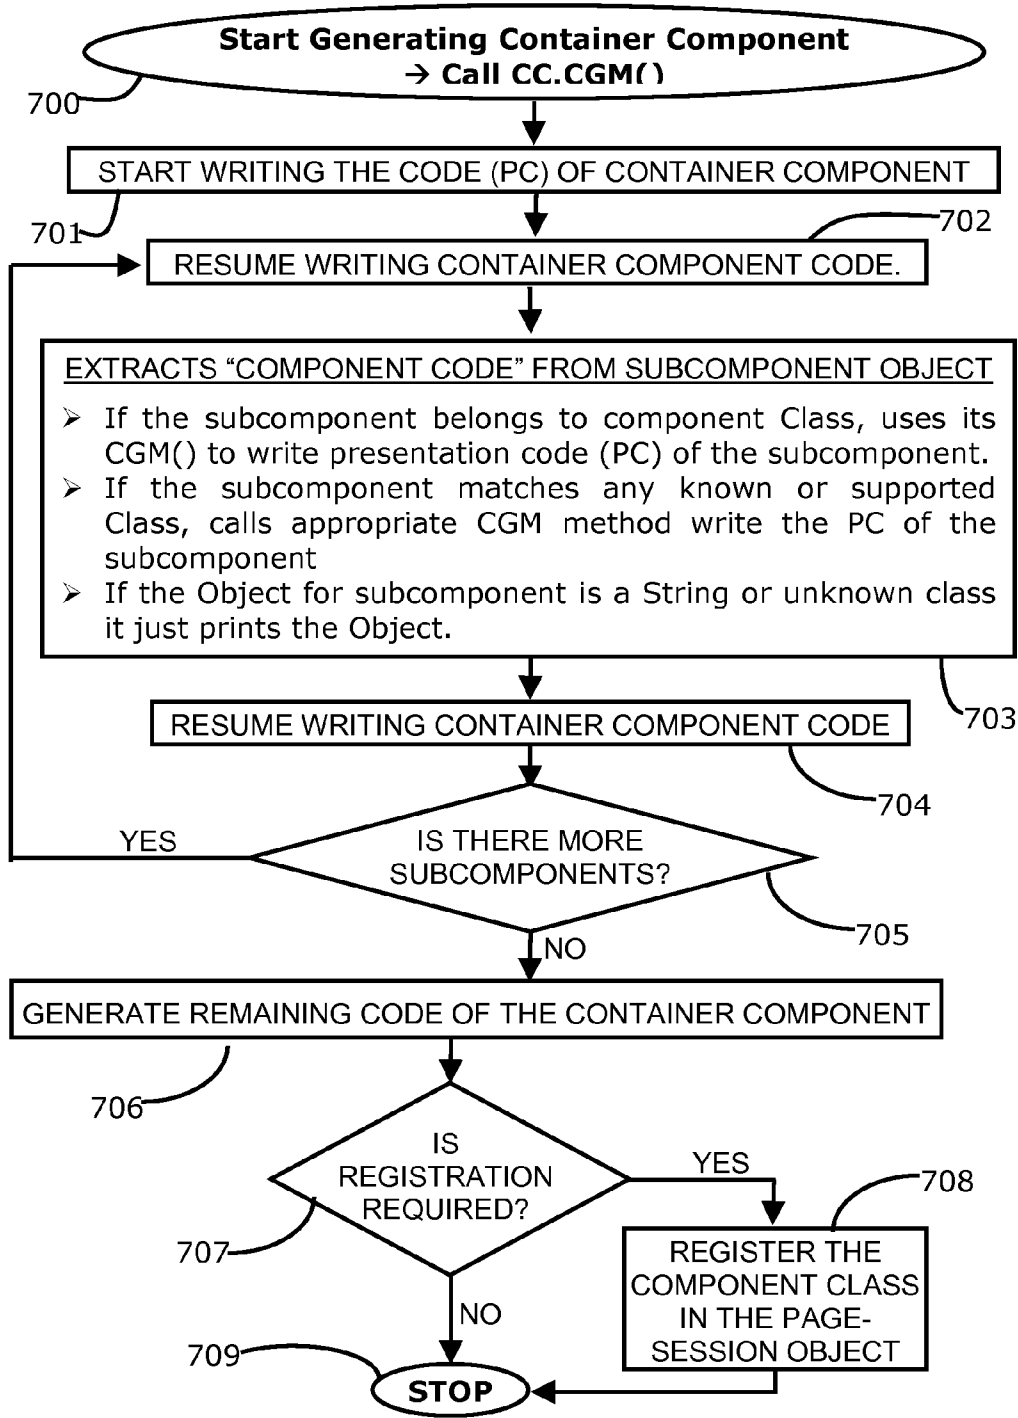 Start Generating Container Component
→ Call CC.CGM()
700
START WRITING THE CODE (PC) OF CONTAINER COMPONENT
701
702
RESUME WRITING CONTAINER COMPONENT CODE.
EXTRACTS “COMPONENT CODE” FROM SUBCOMPONENT OBJECT
➢ If the subcomponent belongs to component Class, uses its
CGM() to write presentation code (PC) of the subcomponent.
➢ If the subcomponent matches any known or supported
Class, calls appropriate CGM method write the PC of the
subcomponent
➢ If the Object for subcomponent is a String or unknown class
it just prints the Object.
703
RESUME WRITING CONTAINER COMPONENT CODE
704
YES
IS THERE MORE
SUBCOMPONENTS?
705
NO
GENERATE REMAINING CODE OF THE CONTAINER COMPONENT
706
IS
REGISTRATION
REQUIRED?
YES
707
708
REGISTER THE
COMPONENT CLASS
IN THE PAGE-
SESSION OBJECT
NO
709
STOP